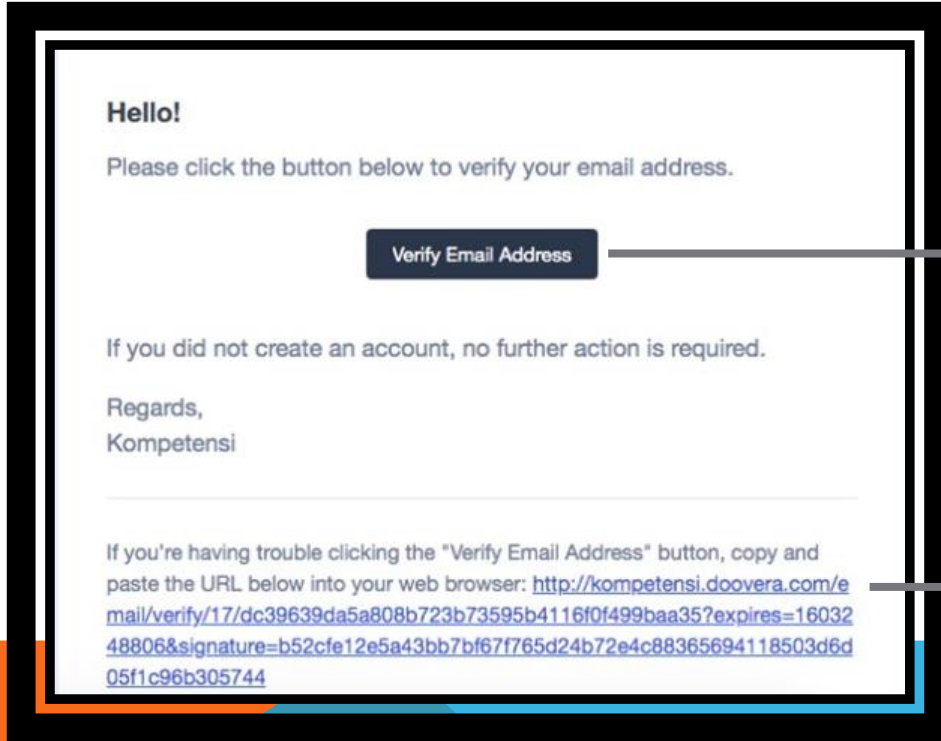 Hello!
Please click the button below to verify your email address.
Verify Email Address
If you did not create an account, no further action is required.
Regards,
Kompetensi
If you're having trouble clicking the "Verify Email Address" button, copy and
paste the URL below into your web browser: http://kompetensi.doovera.com/e
mail/verify/17/dc39639da5a808b723b73595b4116f0f499baa35?expires=16032
48806&signature=b52cfe12e5a43bb7bf67f765d24b72e4c88365694118503d6d
05f1c96b305744